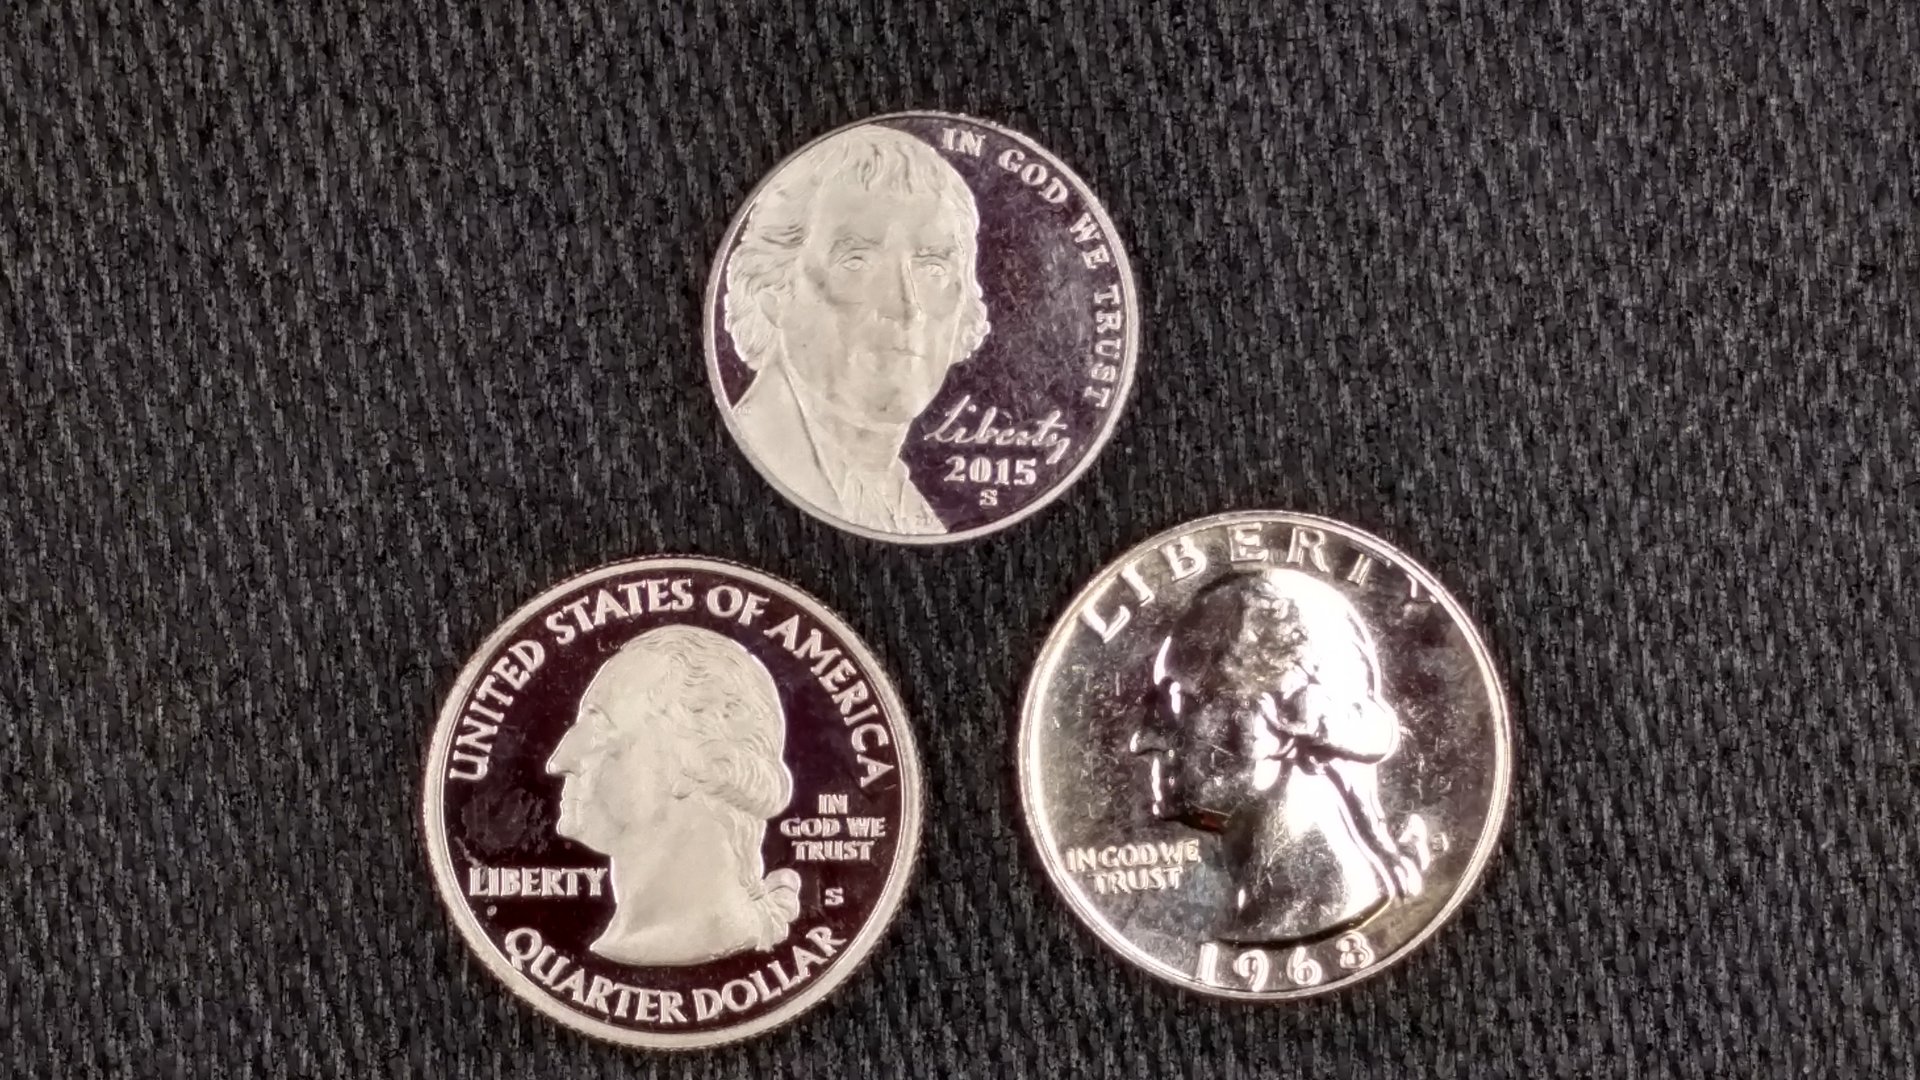 IN GOD WE TRUST
Liberty
2015
S
UNITED STATES OF AMERICA
IN
GOD WE
TRUST
LIBERTY
S
QUARTER DOLLAR
LIBERTY
IN GOD WE
TRUST
1968